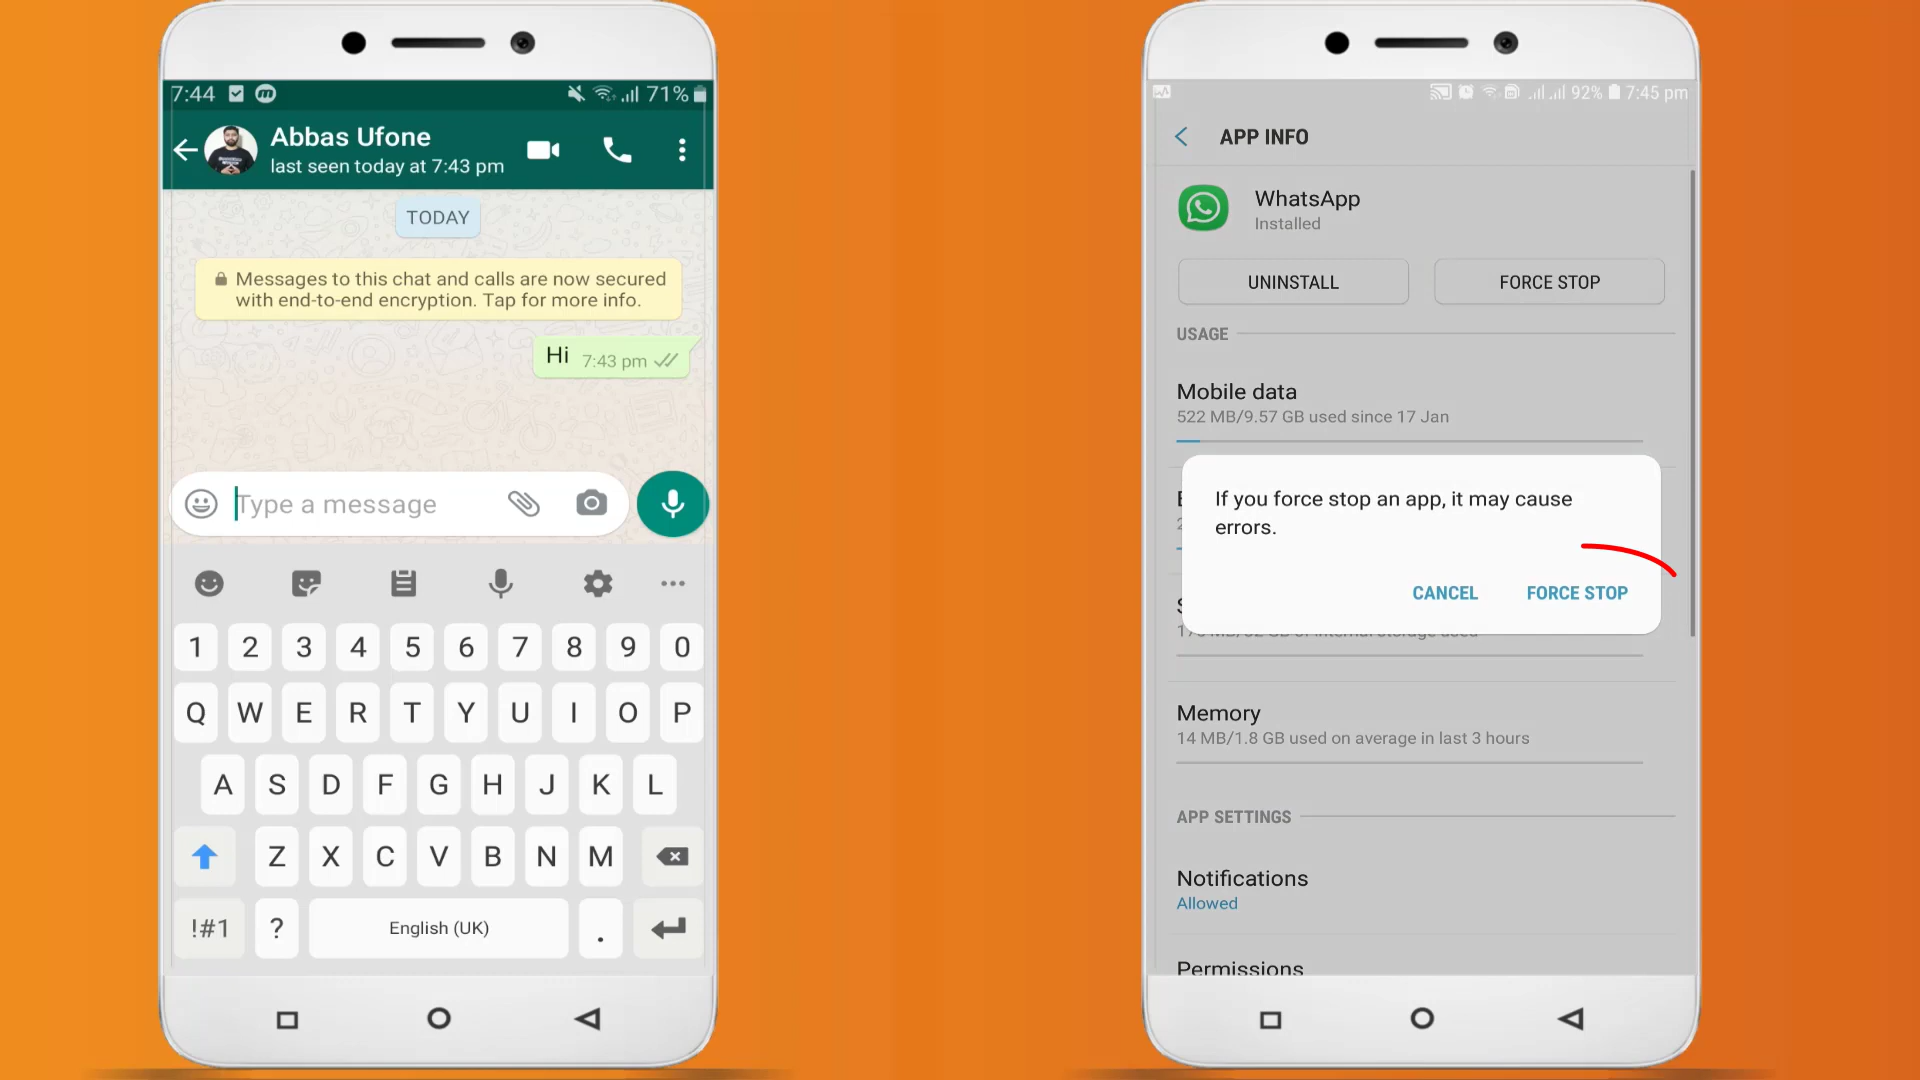 7:44
71%
Abbas Ufone
last seen today at 7:43 pm
TODAY
Messages to this chat and calls are now secured
with end-to-end encryption. Tap for more info.
Hi 7:43 pm
Type a message
1 2 3 4 5 6 7 8 9 0
Q W E R T Y U I O P
A S D F G H J K L
Z X C V B N M
!#1 ? English (UK) .
92% 7:45 pm
APP INFO
WhatsApp
Installed
UNINSTALL FORCE STOP
USAGE
Mobile data
522 MB/9.57 GB used since 17 Jan
If you force stop an app, it may cause
errors.
CANCEL FORCE STOP
Memory
14 MB/1.8 GB used on average in last 3 hours
APP SETTINGS
Notifications
Allowed
Permissions